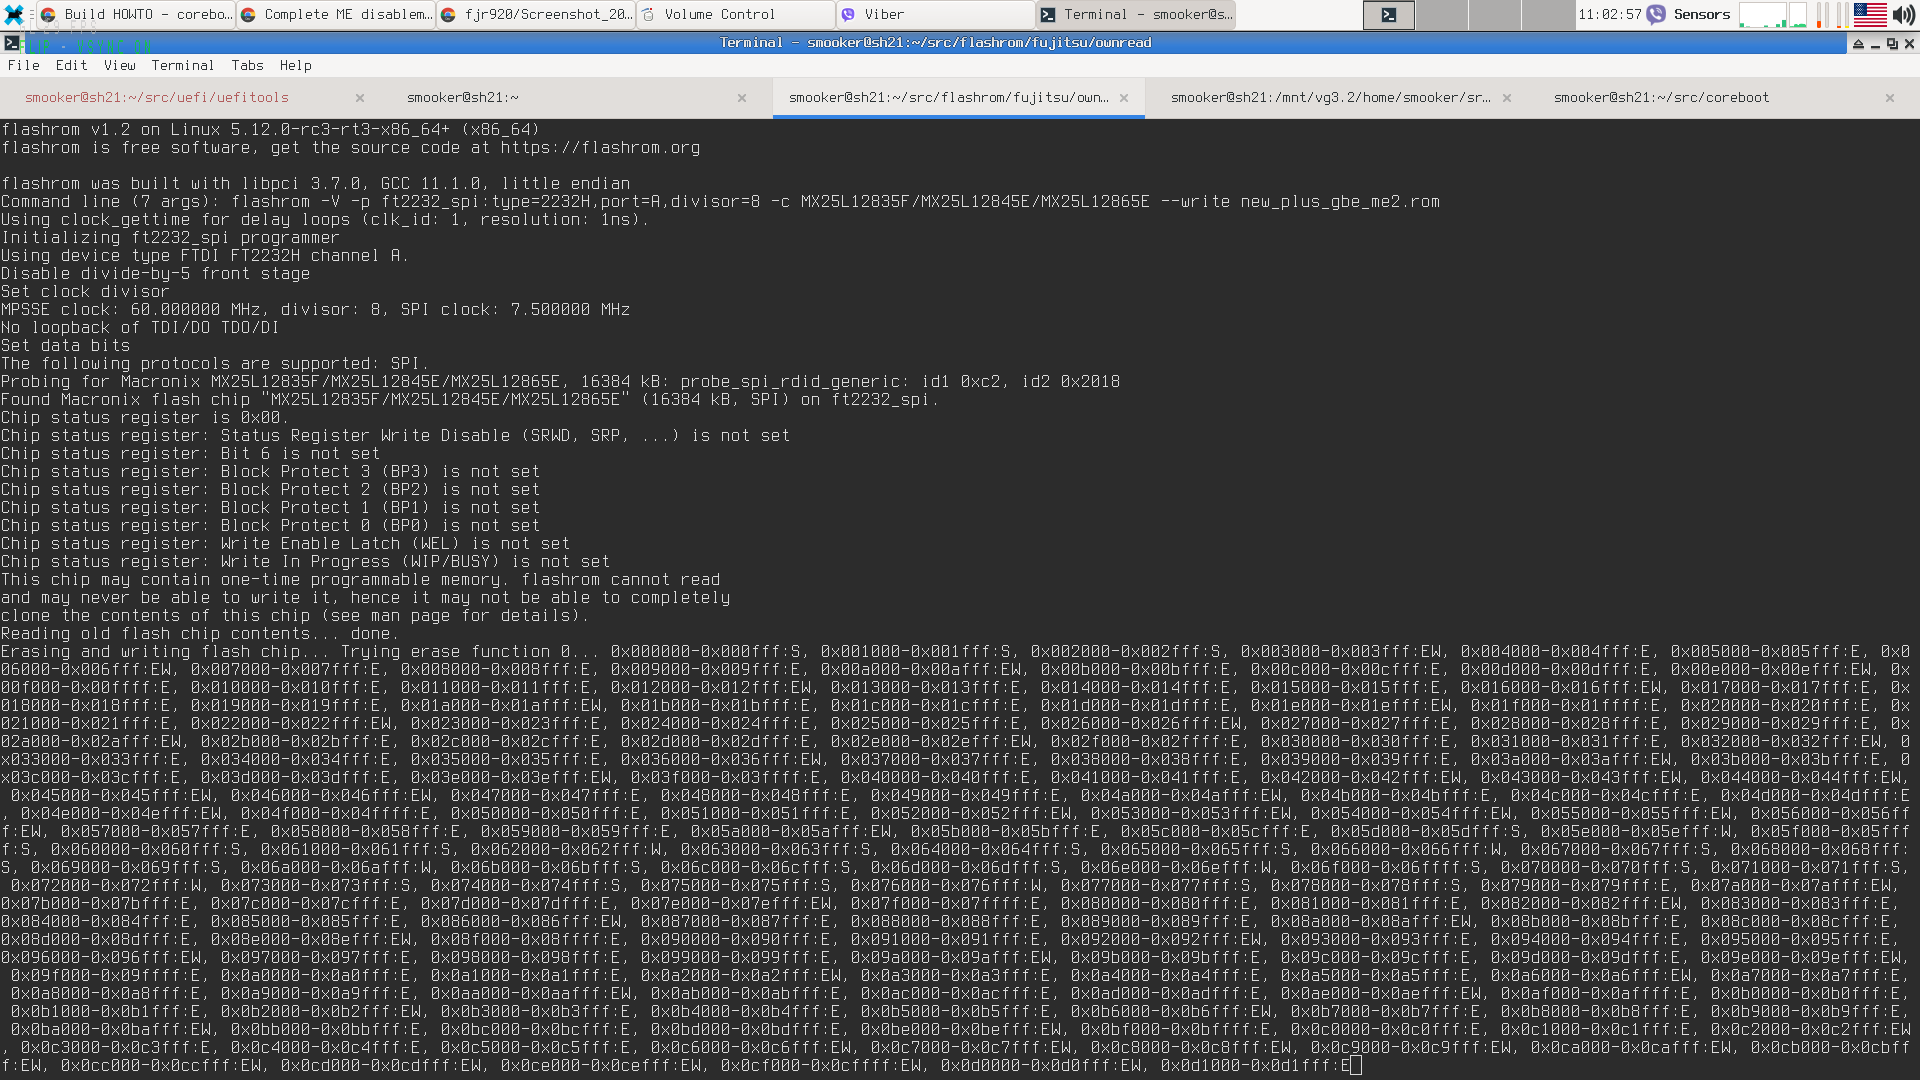 Build HOWTO - corebo...
Complete ME disablem...
fjr920/Screenshot_20...
Volume Control
Viber
Terminal - smooker@s...
11:02:57
Sensors
Terminal - smooker@sh21:~/src/flashrom/fujitsu/ownread
File Edit View Terminal Tabs Help
smooker@sh21:~/src/uefi/uefitools
smooker@sh21:~
smooker@sh21:~/src/flashrom/fujitsu/own...
smooker@sh21:/mnt/vg3.2/home/smooker/sr...
smooker@sh21:~/src/coreboot
flashrom v1.2 on Linux 5.12.0-rc3-rt3-x86_64+ (x86_64)
flashrom is free software, get the source code at https://flashrom.org
flashrom was built with libpci 3.7.0, GCC 11.1.0, little endian
Command line (7 args): flashrom -V -p ft2232_spi:type=2232H,port=A,divisor=8 -c MX25L12835F/MX25L12845E/MX25L12865E --write new_plus_gbe_me2.rom
Using clock_gettime for delay loops (clk_id: 1, resolution: 1ns).
Initializing ft2232_spi programmer
Using device type FTDI FT2232H channel A.
Disable divide-by-5 front stage
Set clock divisor
MPSSE clock: 60.000000 MHz, divisor: 8, SPI clock: 7.500000 MHz
No loopback of TDI/DO TDO/DI
Set data bits
The following protocols are supported: SPI.
Probing for Macronix MX25L12835F/MX25L12845E/MX25L12865E, 16384 kB: probe_spi_rdid_generic: id1 0xc2, id2 0x2018
Found Macronix flash chip "MX25L12835F/MX25L12845E/MX25L12865E" (16384 kB, SPI) on ft2232_spi.
Chip status register is 0x00.
Chip status register: Status Register Write Disable (SRWD, SRP, ...) is not set
Chip status register: Bit 6 is not set
Chip status register: Block Protect 3 (BP3) is not set
Chip status register: Block Protect 2 (BP2) is not set
Chip status register: Block Protect 1 (BP1) is not set
Chip status register: Block Protect 0 (BP0) is not set
Chip status register: Write Enable Latch (WEL) is not set
Chip status register: Write In Progress (WIP/BUSY) is not set
This chip may contain one-time programmable memory. flashrom cannot read
and may never be able to write it, hence it may not be able to completely
clone the contents of this chip (see man page for details).
Reading old flash chip contents... done.
Erasing and writing flash chip... Trying erase function 0... 0x000000-0x000fff:S, 0x001000-0x001fff:S, 0x002000-0x002fff:S, 0x003000-0x003fff:EW, 0x004000-0x004fff:E, 0x005000-0x005fff:E, 0x0
06000-0x006fff:EW, 0x007000-0x007fff:E, 0x008000-0x008fff:E, 0x009000-0x009fff:E, 0x00a000-0x00afff:EW, 0x00b000-0x00bfff:E, 0x00c000-0x00cfff:E, 0x00d000-0x00dfff:E, 0x00e000-0x00efff:EW, 0x
00f000-0x00ffff:E, 0x010000-0x010fff:E, 0x011000-0x011fff:E, 0x012000-0x012fff:EW, 0x013000-0x013fff:E, 0x014000-0x014fff:E, 0x015000-0x015fff:E, 0x016000-0x016fff:EW, 0x017000-0x017fff:E, 0x
018000-0x018fff:E, 0x019000-0x019fff:E, 0x01a000-0x01afff:EW, 0x01b000-0x01bfff:E, 0x01c000-0x01cfff:E, 0x01d000-0x01dfff:E, 0x01e000-0x01efff:EW, 0x01f000-0x01ffff:E, 0x020000-0x020fff:E, 0x
021000-0x021fff:E, 0x022000-0x022fff:EW, 0x023000-0x023fff:E, 0x024000-0x024fff:E, 0x025000-0x025fff:E, 0x026000-0x026fff:EW, 0x027000-0x027fff:E, 0x028000-0x028fff:E, 0x029000-0x029fff:E, 0x
02a000-0x02afff:EW, 0x02b000-0x02bfff:E, 0x02c000-0x02cfff:E, 0x02d000-0x02dfff:E, 0x02e000-0x02efff:EW, 0x02f000-0x02ffff:E, 0x030000-0x030fff:E, 0x031000-0x031fff:E, 0x032000-0x032fff:EW, 0
x033000-0x033fff:E, 0x034000-0x034fff:E, 0x035000-0x035fff:E, 0x036000-0x036fff:EW, 0x037000-0x037fff:E, 0x038000-0x038fff:E, 0x039000-0x039fff:E, 0x03a000-0x03afff:EW, 0x03b000-0x03bfff:E, 0
x03c000-0x03cfff:E, 0x03d000-0x03dfff:E, 0x03e000-0x03efff:EW, 0x03f000-0x03ffff:E, 0x040000-0x040fff:E, 0x041000-0x041fff:E, 0x042000-0x042fff:EW, 0x043000-0x043fff:EW, 0x044000-0x044fff:EW,
0x045000-0x045fff:EW, 0x046000-0x046fff:EW, 0x047000-0x047fff:E, 0x048000-0x048fff:E, 0x049000-0x049fff:E, 0x04a000-0x04afff:EW, 0x04b000-0x04bfff:E, 0x04c000-0x04cfff:E, 0x04d000-0x04dfff:E
, 0x04e000-0x04efff:EW, 0x04f000-0x04ffff:E, 0x050000-0x050fff:E, 0x051000-0x051fff:E, 0x052000-0x052fff:EW, 0x053000-0x053fff:EW, 0x054000-0x054fff:EW, 0x055000-0x055fff:EW, 0x056000-0x056ff
f:EW, 0x057000-0x057fff:E, 0x058000-0x058fff:E, 0x059000-0x059fff:E, 0x05a000-0x05afff:EW, 0x05b000-0x05bfff:E, 0x05c000-0x05cfff:E, 0x05d000-0x05dfff:S, 0x05e000-0x05efff:W, 0x05f000-0x05fff
f:S, 0x060000-0x060fff:S, 0x061000-0x061fff:S, 0x062000-0x062fff:W, 0x063000-0x063fff:S, 0x064000-0x064fff:S, 0x065000-0x065fff:S, 0x066000-0x066fff:W, 0x067000-0x067fff:S, 0x068000-0x068fff:
S, 0x069000-0x069fff:S, 0x06a000-0x06afff:W, 0x06b000-0x06bfff:S, 0x06c000-0x06cfff:S, 0x06d000-0x06dfff:S, 0x06e000-0x06efff:W, 0x06f000-0x06ffff:S, 0x070000-0x070fff:S, 0x071000-0x071fff:S,
0x072000-0x072fff:W, 0x073000-0x073fff:S, 0x074000-0x074fff:S, 0x075000-0x075fff:S, 0x076000-0x076fff:W, 0x077000-0x077fff:S, 0x078000-0x078fff:S, 0x079000-0x079fff:E, 0x07a000-0x07afff:EW,
0x07b000-0x07bfff:E, 0x07c000-0x07cfff:E, 0x07d000-0x07dfff:E, 0x07e000-0x07efff:EW, 0x07f000-0x07ffff:E, 0x080000-0x080fff:E, 0x081000-0x081fff:E, 0x082000-0x082fff:EW, 0x083000-0x083fff:E,
0x084000-0x084fff:E, 0x085000-0x085fff:E, 0x086000-0x086fff:EW, 0x087000-0x087fff:E, 0x088000-0x088fff:E, 0x089000-0x089fff:E, 0x08a000-0x08afff:EW, 0x08b000-0x08bfff:E, 0x08c000-0x08cfff:E,
0x08d000-0x08dfff:E, 0x08e000-0x08efff:EW, 0x08f000-0x08ffff:E, 0x090000-0x090fff:E, 0x091000-0x091fff:E, 0x092000-0x092fff:EW, 0x093000-0x093fff:E, 0x094000-0x094fff:E, 0x095000-0x095fff:E,
0x096000-0x096fff:EW, 0x097000-0x097fff:E, 0x098000-0x098fff:E, 0x099000-0x099fff:E, 0x09a000-0x09afff:EW, 0x09b000-0x09bfff:E, 0x09c000-0x09cfff:E, 0x09d000-0x09dfff:E, 0x09e000-0x09efff:EW,
0x09f000-0x09ffff:E, 0x0a0000-0x0a0fff:E, 0x0a1000-0x0a1fff:E, 0x0a2000-0x0a2fff:EW, 0x0a3000-0x0a3fff:E, 0x0a4000-0x0a4fff:E, 0x0a5000-0x0a5fff:E, 0x0a6000-0x0a6fff:EW, 0x0a7000-0x0a7fff:E,
0x0a8000-0x0a8fff:E, 0x0a9000-0x0a9fff:E, 0x0aa000-0x0aafff:EW, 0x0ab000-0x0abfff:E, 0x0ac000-0x0acfff:E, 0x0ad000-0x0adfff:E, 0x0ae000-0x0aefff:EW, 0x0af000-0x0affff:E, 0x0b0000-0x0b0fff:E,
0x0b1000-0x0b1fff:E, 0x0b2000-0x0b2fff:EW, 0x0b3000-0x0b3fff:E, 0x0b4000-0x0b4fff:E, 0x0b5000-0x0b5fff:E, 0x0b6000-0x0b6fff:EW, 0x0b7000-0x0b7fff:E, 0x0b8000-0x0b8fff:E, 0x0b9000-0x0b9fff:E,
0x0ba000-0x0bafff:EW, 0x0bb000-0x0bbfff:E, 0x0bc000-0x0bcfff:E, 0x0bd000-0x0bdfff:E, 0x0be000-0x0befff:EW, 0x0bf000-0x0bffff:E, 0x0c0000-0x0c0fff:E, 0x0c1000-0x0c1fff:E, 0x0c2000-0x0c2fff:EW
, 0x0c3000-0x0c3fff:E, 0x0c4000-0x0c4fff:E, 0x0c5000-0x0c5fff:E, 0x0c6000-0x0c6fff:EW, 0x0c7000-0x0c7fff:E, 0x0c8000-0x0c8fff:EW, 0x0c9000-0x0c9fff:E, 0x0ca000-0x0cafff:EW, 0x0cb000-0x0cbff
f:EW, 0x0cc000-0x0ccfff:EW, 0x0cd000-0x0cdfff:EW, 0x0ce000-0x0cefff:EW, 0x0cf000-0x0cffff:EW, 0x0d0000-0x0d0fff:EW, 0x0d1000-0x0d1fff:E